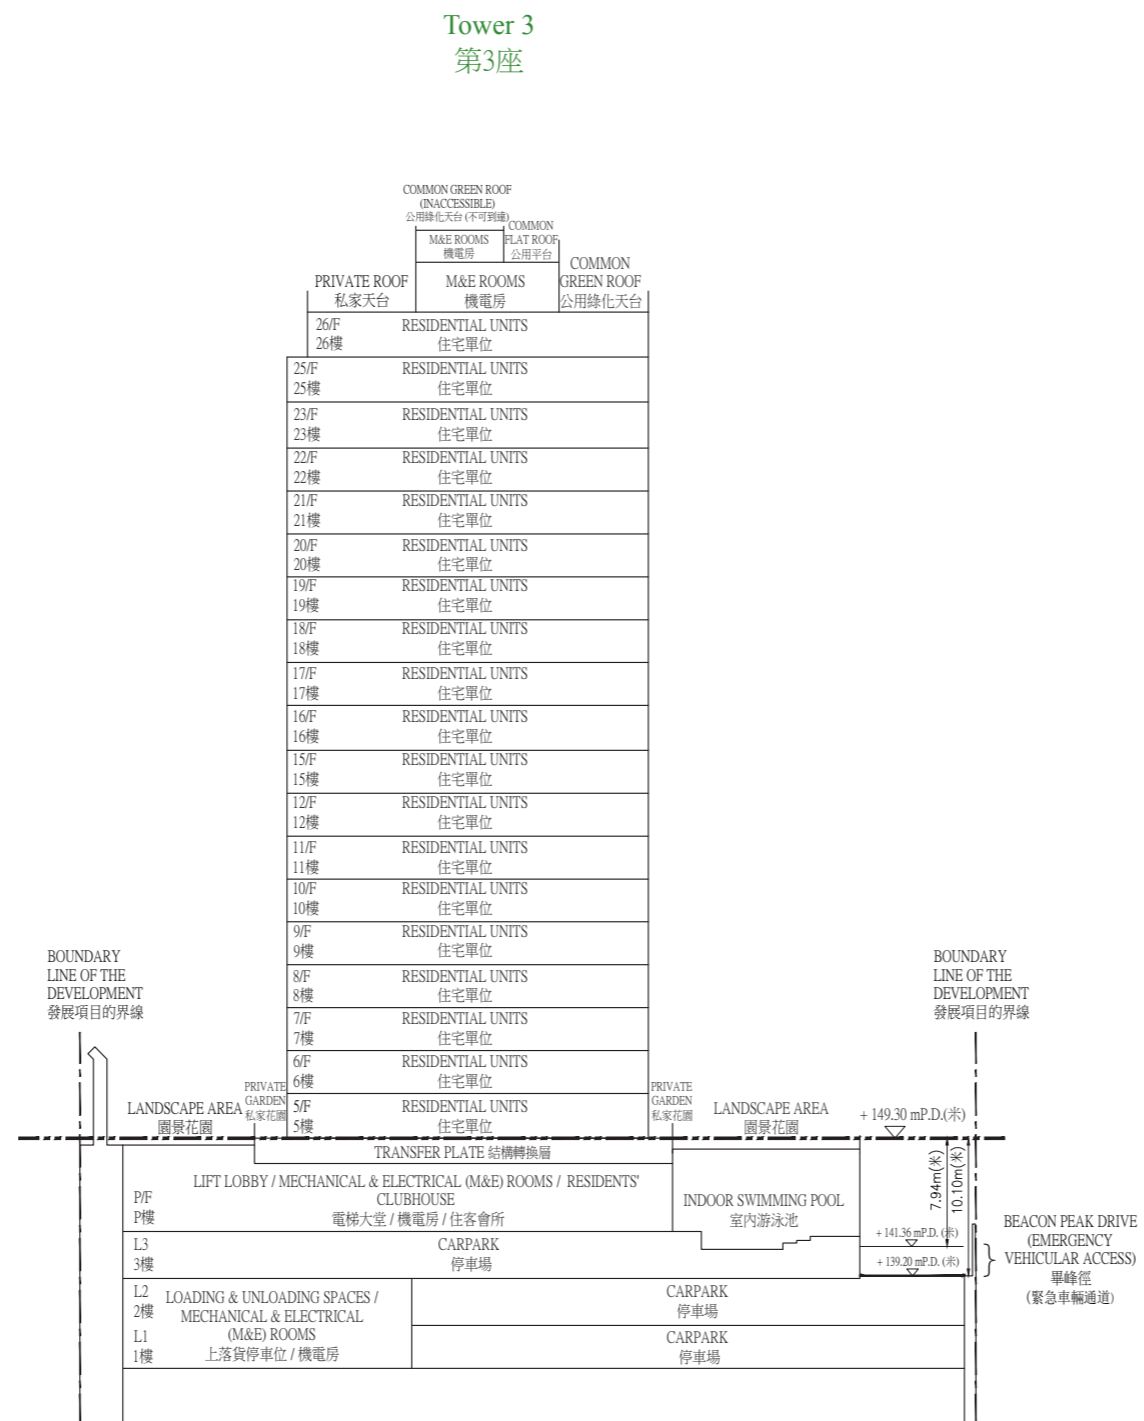 Tower 3
第3座
COMMON GREEN ROOF
(INACCESSIBLE)
公用綠化天台 (不可到達)
M&E ROOMS
機電房
COMMON
FLAT ROOF
公用平台
PRIVATE ROOF
私家天台
M&E ROOMS
機電房
COMMON
GREEN ROOF
公用綠化天台
26/F RESIDENTIAL UNITS
26樓 住宅單位
25/F RESIDENTIAL UNITS
25樓 住宅單位
23/F RESIDENTIAL UNITS
23樓 住宅單位
22/F RESIDENTIAL UNITS
22樓 住宅單位
21/F RESIDENTIAL UNITS
21樓 住宅單位
20/F RESIDENTIAL UNITS
20樓 住宅單位
19/F RESIDENTIAL UNITS
19樓 住宅單位
18/F RESIDENTIAL UNITS
18樓 住宅單位
17/F RESIDENTIAL UNITS
17樓 住宅單位
16/F RESIDENTIAL UNITS
16樓 住宅單位
15/F RESIDENTIAL UNITS
15樓 住宅單位
12/F RESIDENTIAL UNITS
12樓 住宅單位
11/F RESIDENTIAL UNITS
11樓 住宅單位
10/F RESIDENTIAL UNITS
10樓 住宅單位
9/F RESIDENTIAL UNITS
9樓 住宅單位
8/F RESIDENTIAL UNITS
8樓 住宅單位
7/F RESIDENTIAL UNITS
7樓 住宅單位
6/F RESIDENTIAL UNITS
6樓 住宅單位
5/F RESIDENTIAL UNITS
5樓 住宅單位
BOUNDARY
LINE OF THE
DEVELOPMENT
發展項目的界線
BOUNDARY
LINE OF THE
DEVELOPMENT
發展項目的界線
LANDSCAPE AREA
園景花園
PRIVATE
GARDEN
私家花園
PRIVATE
GARDEN
私家花園
LANDSCAPE AREA
園景花園
+ 149.30 mP.D.(米)
TRANSFER PLATE 結構轉換層
P/F
P樓
LIFT LOBBY / MECHANICAL & ELECTRICAL (M&E) ROOMS / RESIDENTS'
CLUBHOUSE
電梯大堂 / 機電房 / 住客會所
INDOOR SWIMMING POOL
室內游泳池
7.94m(米)
10.10m(米)
+ 141.36 mP.D. (米)
+ 139.20 mP.D. (米)
BEACON PEAK DRIVE
(EMERGENCY
VEHICULAR ACCESS)
畢峰徑
(緊急車輛通道)
L3 CARPARK
3樓 停車場
L2
2樓
L1
1樓
LOADING & UNLOADING SPACES /
MECHANICAL & ELECTRICAL
(M&E) ROOMS
上落貨停車位 / 機電房
CARPARK
停車場
CARPARK
停車場